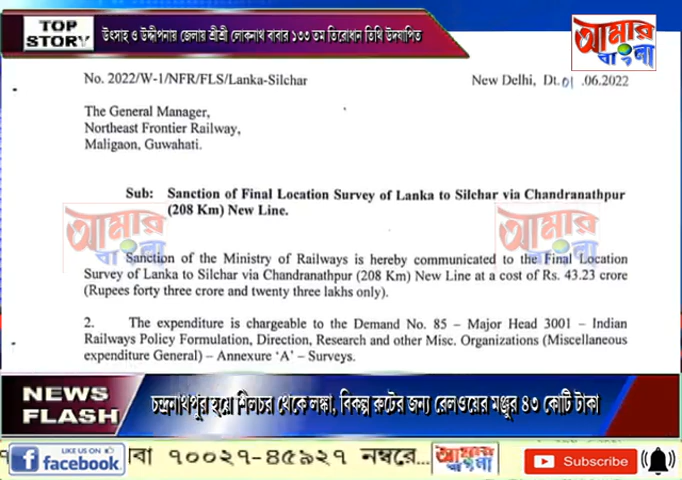 TOP
STORY
উৎসাহ ও উদ্দীপনায় জেলায় শ্রীশ্রী লোকনাথ বাবার ১৩৩ তম তিরোধান তিথি উদযাপিত
আমার
বাংলা
No. 2022/W-1/NFR/FLS/Lanka-Silchar
New Delhi, Dt. 01 .06.2022
The General Manager,
Northeast Frontier Railway,
Maligaon, Guwahati.
Sub: Sanction of Final Location Survey of Lanka to Silchar via Chandranathpur
(208 Km) New Line.
আমার
বাংলা
আমার
বাংলা
Sanction of the Ministry of Railways is hereby communicated to the Final Location
Survey of Lanka to Silchar via Chandranathpur (208 Km) New Line at a cost of Rs. 43.23 crore
(Rupees forty three crore and twenty three lakhs only).
2. The expenditure is chargeable to the Demand No. 85 – Major Head 3001 – Indian
Railways Policy Formulation, Direction, Research and other Misc. Organizations (Miscellaneous
expenditure General) – Annexure ‘A’ – Surveys.
NEWS
FLASH
চন্দ্রনাথপুর হয়ে শিলচর থেকে লঙ্কা, বিকল্প রুটের জন্য রেলওয়ের মঞ্জুর ৪৩ কোটি টাকা
LIKE US ON
facebook
বা ৭০০২৭-৪৫৯২৭ নম্বরে...
আমার
বাংলা
Subscribe